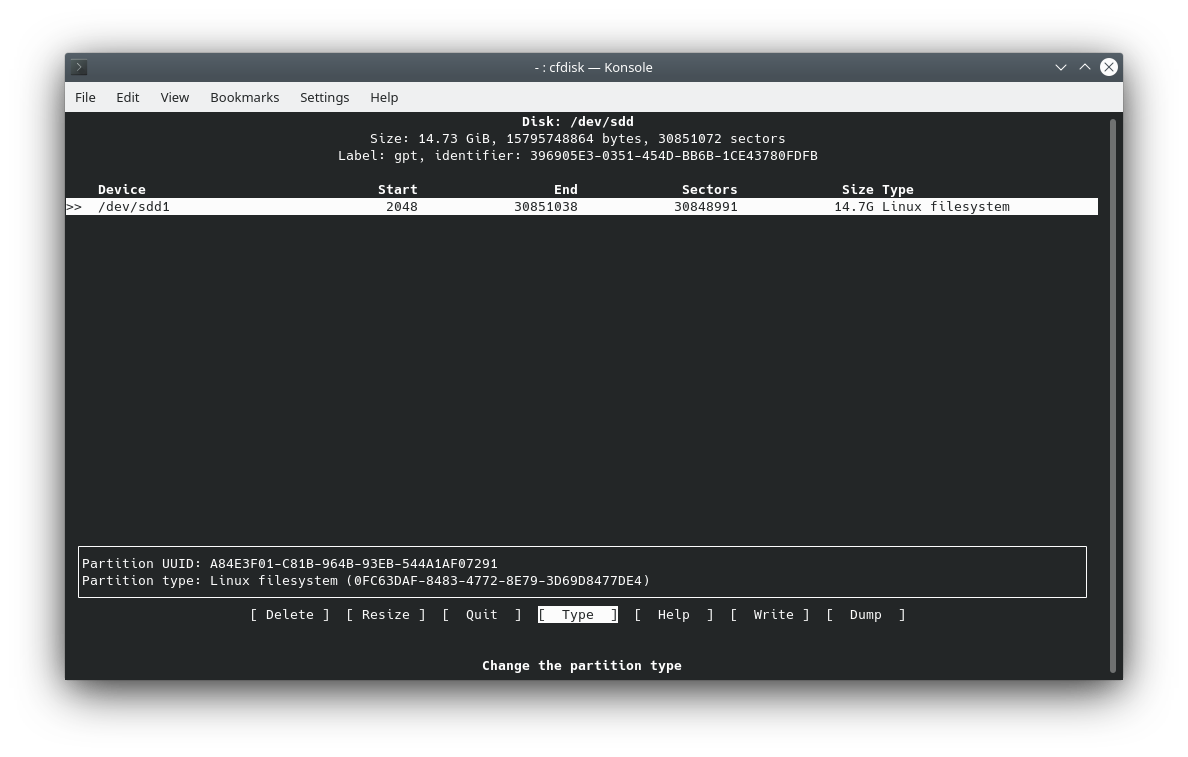 - : cfdisk — Konsole
File Edit View Bookmarks Settings Help
Disk: /dev/sdd
Size: 14.73 GiB, 15795748864 bytes, 30851072 sectors
Label: gpt, identifier: 396905E3-0351-454D-BB6B-1CE43780FDFB
Device Start End Sectors Size Type
>> /dev/sdd1 2048 30851038 30848991 14.7G Linux filesystem
Partition UUID: A84E3F01-C81B-964B-93EB-544A1AF07291
Partition type: Linux filesystem (0FC63DAF-8483-4772-8E79-3D69D8477DE4)
[ Delete ] [ Resize ] [ Quit ] [ Type ] [ Help ] [ Write ] [ Dump ]
Change the partition type